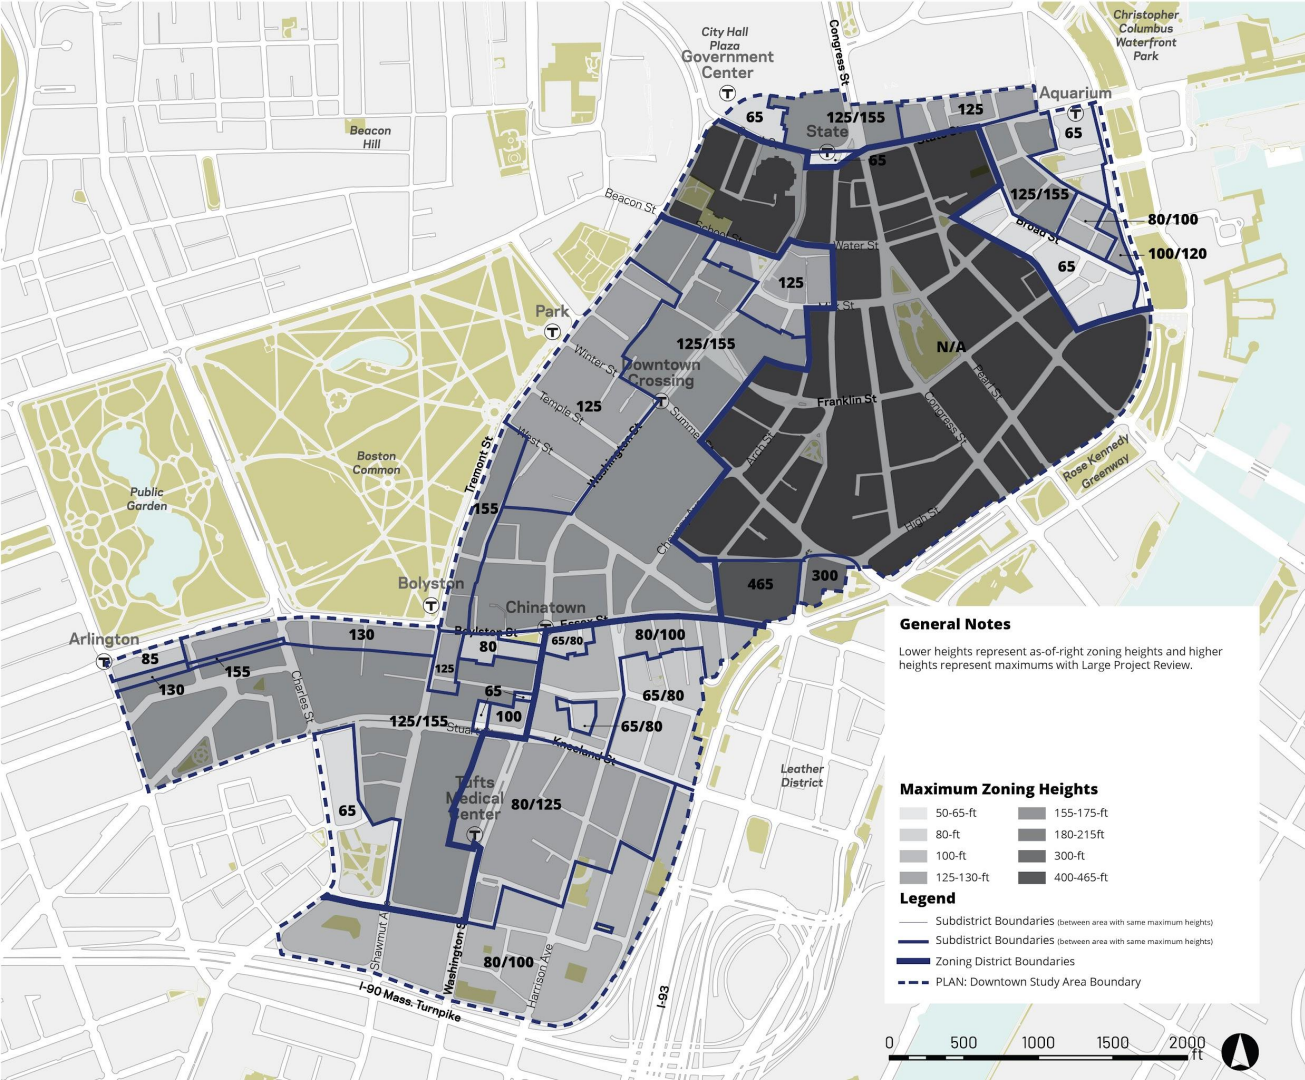 City Hall
Plaza
Government
Center
T
Congress St
Christopher
Columbus
Waterfront
Park
Aquarium
T
65
125/155
125
State
T
State St
65
65
Beacon
Hill
Beacon St
School St
125/155
80/100
Broad St
Water St
100/120
65
125
Milk St
Park
T
125/155
N/A
Winter St
Downtown
Crossing
T
Pearl St
Temple St
125
Franklin St
Congress St
Summer
West St
Washington St
Arch St
Tremont St
Boston
Common
Rose Kennedy
Greenway
Public
Garden
155
High St
465
300
Bolyston
T
Chinatown
T
Essex St
Boylston St
Arlington
T
85
130
155
130
65/80
80/100
80
125
65
65/80
Charles St
125/155
Stuart
100
65/80
Kneeland St
Leather
District
Tufts
Medical
Center
T
80/125
65
Shawmut A
Washington S
80/100
Harrison Ave
I-90 Mass. Turnpike
I-93
General Notes
Lower heights represent as-of-right zoning heights and higher
heights represent maximums with Large Project Review.
Maximum Zoning Heights
50-65-ft
80-ft
100-ft
125-130-ft
155-175-ft
180-215ft
300-ft
400-465-ft
Legend
Subdistrict Boundaries (between area with same maximum heights)
Subdistrict Boundaries (between area with same maximum heights)
Zoning District Boundaries
PLAN: Downtown Study Area Boundary
0 500 1000 1500 2000
ft